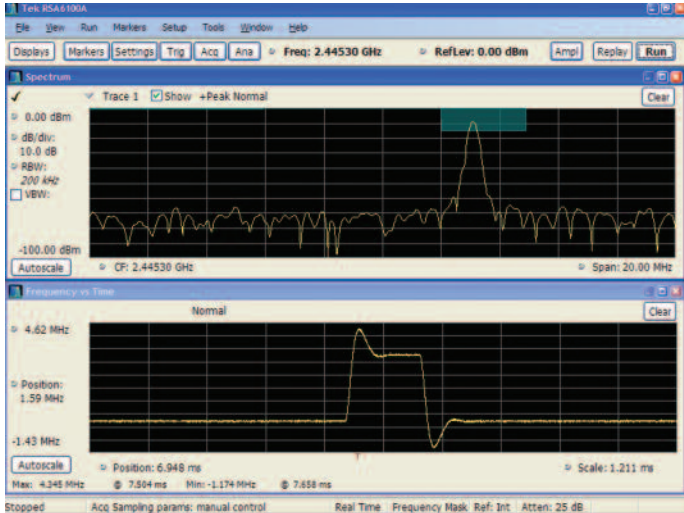 Tek RSA6100A
File View Run Markers Setup Tools Window Help
Displays Markers Settings Trig Acq Ana Freq: 2.44530 GHz RefLev: 0.00 dBm Ampl Replay Run
Spectrum
Trace 1 Show +Peak Normal Clear
0.00 dBm
dB/div:
10.0 dB
RBW:
200 kHz
VBW:
-100.00 dBm
Autoscale CF: 2.44530 GHz Span: 20.00 MHz
Frequency vs Time
Normal Clear
4.62 MHz
Position:
1.59 MHz
-1.43 MHz
T
Autoscale Position: 6.948 ms Scale: 1.211 ms
Max: 4.345 MHz @ 7.504 ms Min: -1.174 MHz @ 7.658 ms
Stopped Acq Sampling params: manual control Real Time Frequency Mask Ref: Int Atten: 25 dB